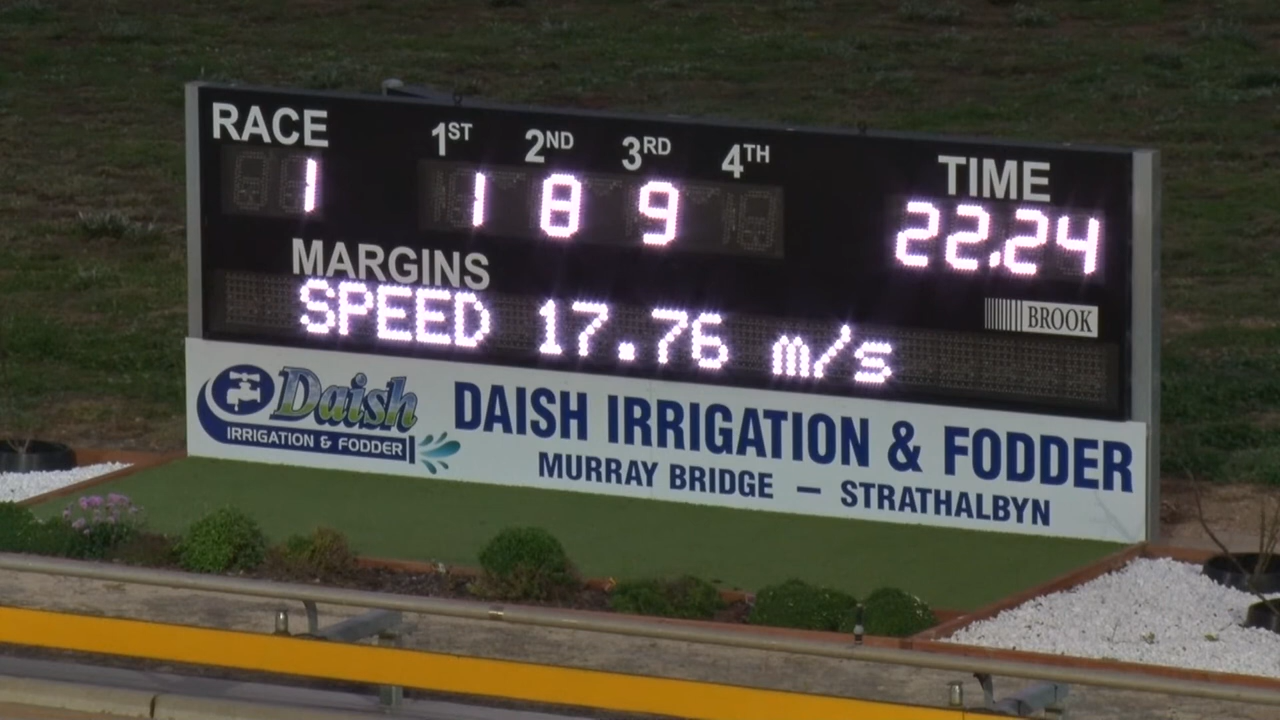 RACE 1ST 2ND 3RD 4TH TIME
1 1 8 9 22.24
MARGINS
BROOK
SPEED 17.76 m/s
Daish
IRRIGATION & FODDER
DAISH IRRIGATION & FODDER
MURRAY BRIDGE – STRATHALBYN